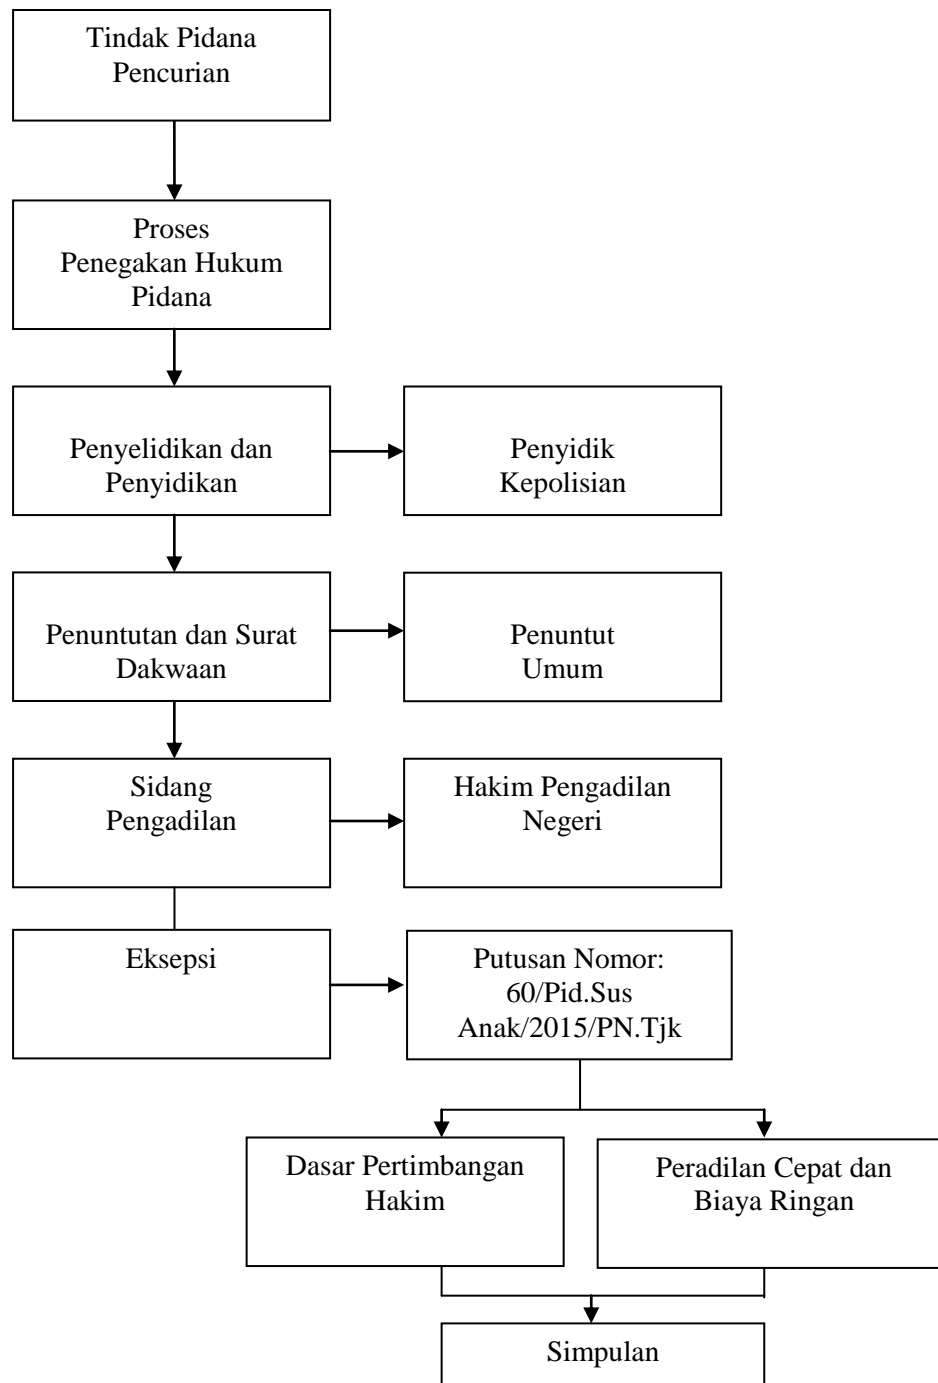 Tindak Pidana
Pencurian
Proses
Penegakan Hukum
Pidana
Penyelidikan dan
Penyidikan
Penyidik
Kepolisian
Penuntutan dan Surat
Dakwaan
Penuntut
Umum
Sidang
Pengadilan
Hakim Pengadilan
Negeri
Eksepsi
Putusan Nomor:
60/Pid.Sus
Anak/2015/PN.Tjk
Dasar Pertimbangan
Hakim
Peradilan Cepat dan
Biaya Ringan
Simpulan